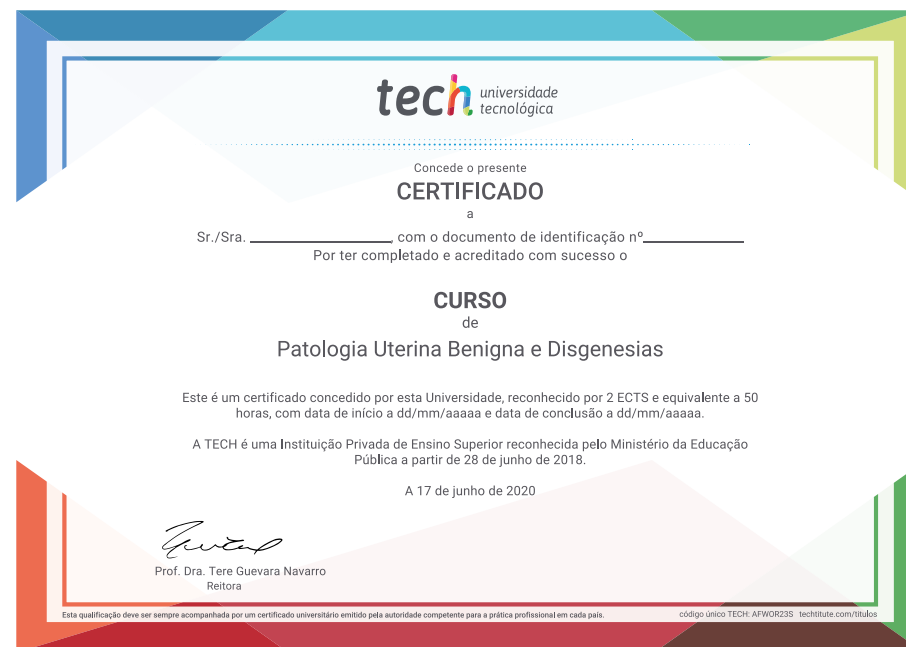 tech universidade
tecnológica
Concede o presente
CERTIFICADO
a
Sr./Sra. ____________________, com o documento de identificação nº______________
Por ter completado e acreditado com sucesso o
CURSO
de
Patologia Uterina Benigna e Disgenesias
Este é um certificado concedido por esta Universidade, reconhecido por 2 ECTS e equivalente a 50
horas, com data de início a dd/mm/aaaaa e data de conclusão a dd/mm/aaaaa.
A TECH é uma Instituição Privada de Ensino Superior reconhecida pelo Ministério da Educação
Pública a partir de 28 de junho de 2018.
A 17 de junho de 2020
Prof. Dra. Tere Guevara Navarro
Reitora
Esta qualificação deve ser sempre acompanhada por um certificado universitário emitido pela autoridade competente para a prática profissional em cada país.
código único TECH: AFWOR23S techtitute.com/titulos